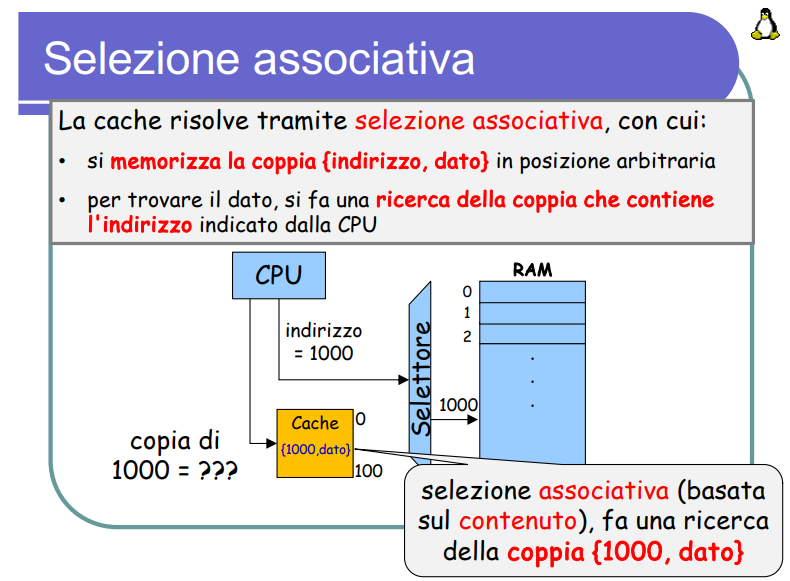 Selezione associativa
La cache risolve tramite selezione associativa, con cui:
• si memorizza la coppia {indirizzo, dato} in posizione arbitraria
• per trovare il dato, si fa una ricerca della coppia che contiene
l'indirizzo indicato dalla CPU
CPU
RAM
0
1
2
.
.
.
indirizzo
= 1000
Selettore
1000
Cache
{1000,dato}
0
100
copia di
1000 = ???
selezione associativa (basata
sul contenuto), fa una ricerca
della coppia {1000, dato}